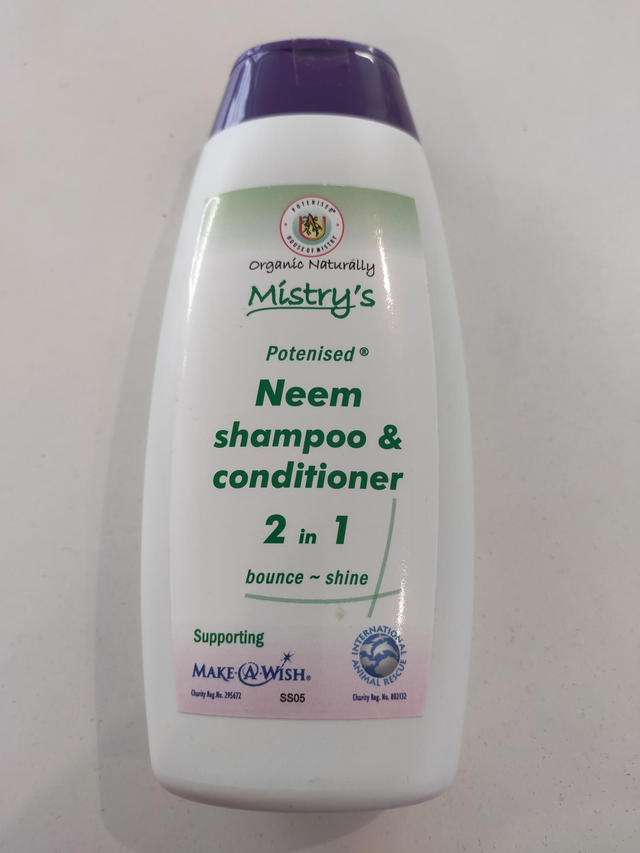 POTENISED®
HOUSE OF MISTRY
Organic Naturally
Mistry's
Potenised ®
Neem
shampoo &
conditioner
2 in 1
bounce ~ shine
Supporting
MAKE·A·WISH®
Charity Reg.No. 295672
SS05
INTERNATIONAL
ANIMAL RESCUE
Charity Reg. No. 802132